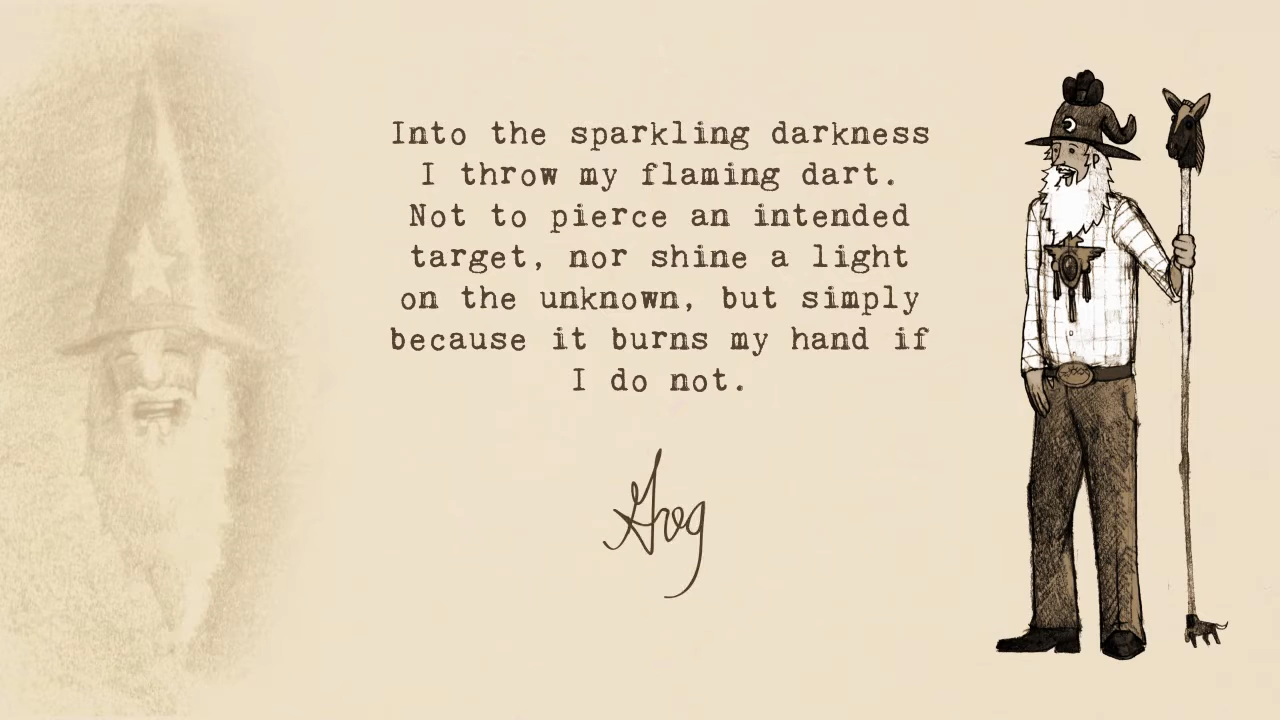 Into the sparkling darkness
I throw my flaming dart.
Not to pierce an intended
target, nor shine a light
on the unknown, but simply
because it burns my hand if
I do not.
Grog